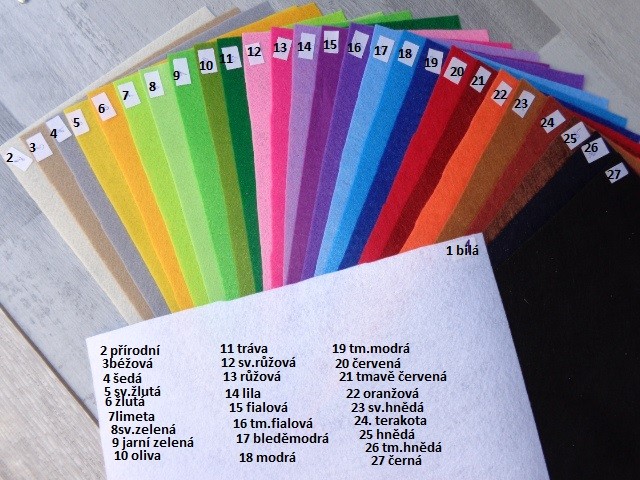 2
3
4
5
6
7
8
9
10
11
12
13
14
15
16
17
18
19
20
21
22
23
24
25
26
27
1 bílá
2 přírodní
3béžová
4 šedá
5 sv.žlutá
6 žlutá
7limeta
8sv.zelená
9 jarní zelená
10 oliva
11 tráva
12 sv.růžová
13 růžová
14 lila
15 fialová
16 tm.fialová
17 bleděmodrá
18 modrá
19 tm.modrá
20 červená
21 tmavě červená
22 oranžová
23 sv.hnědá
24. terakota
25 hnědá
26 tm.hnědá
27 černá